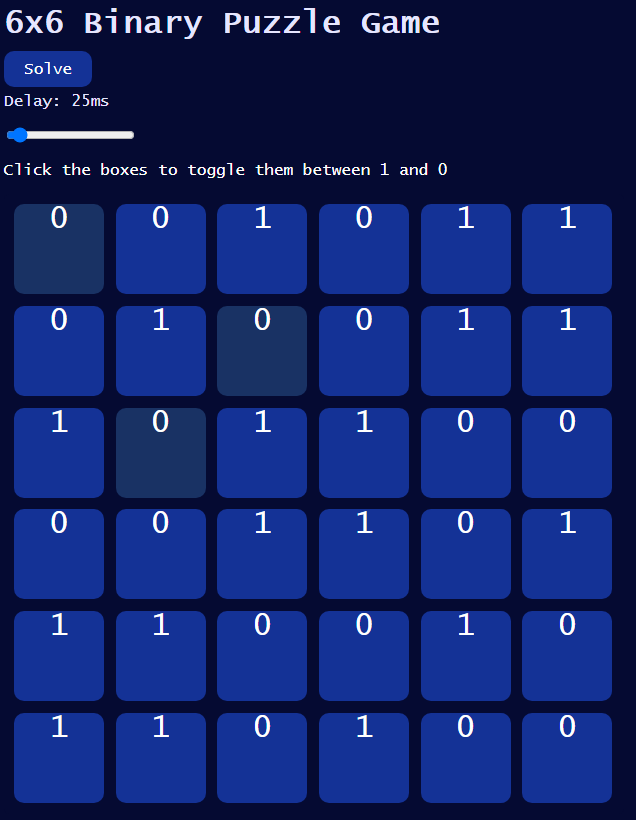 6x6 Binary Puzzle Game
Solve
Delay: 25ms
Click the boxes to toggle them between 1 and 0
0 0 1 0 1 1
0 1 0 0 1 1
1 0 1 1 0 0
0 0 1 1 0 1
1 1 0 0 1 0
1 1 0 1 0 0